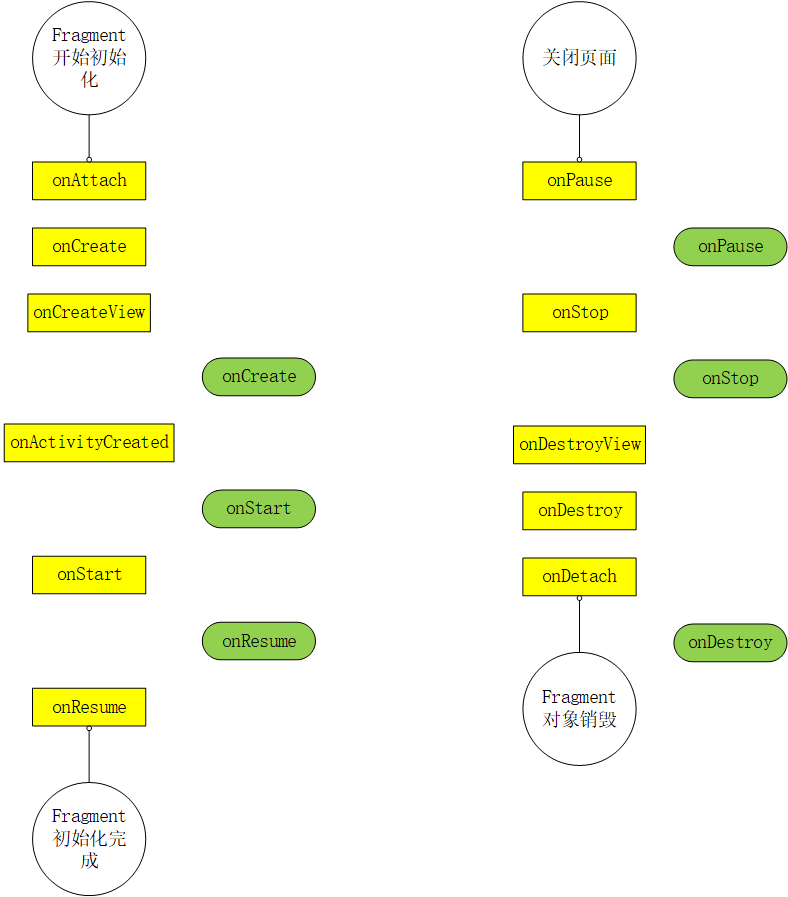 Fragment
开始初始
化
onAttach
onCreate
onCreateView
onCreate
onActivityCreated
onStart
onStart
onResume
onResume
Fragment
初始化完
成
关闭页面
onPause
onPause
onStop
onStop
onDestroyView
onDestroy
onDetach
onDestroy
Fragment
对象销毁